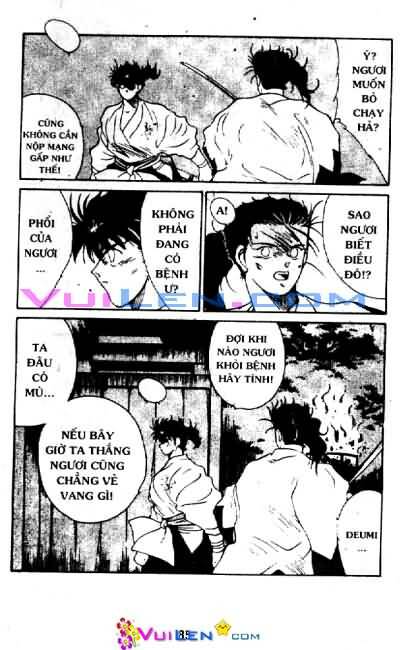 Ý?
NGƯƠI
MUỐN
BỎ
CHẠY
HẢ?
CŨNG
KHÔNG CẦN
NỘP MẠNG
GẤP NHƯ
THẾ!
SAO
NGƯƠI
BIẾT
ĐIỀU
ĐÓ!?
A!
KHÔNG
PHẢI
ĐANG
CÓ
BỆNH
Ư?
PHỔI
CỦA
NGƯƠI
...
VuiLen.com
ĐỢI KHI
NÀO NGƯƠI
KHỎI BỆNH
HÃY TÍNH!
TA
ĐÂU
CÓ
MÙ...
NẾU BÂY
GIỜ TA THẮNG
NGƯƠI CŨNG
CHẲNG VẺ
VANG GÌ!
DEUMI
...
85
VuiLen.com